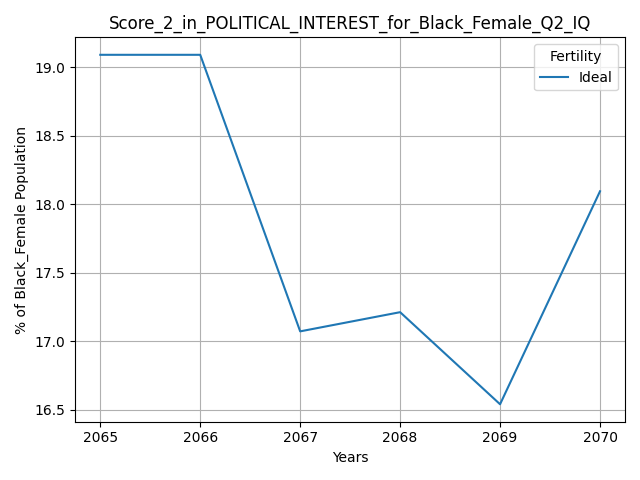 Score_2_in_POLITICAL_INTEREST_for_Black_Female_Q2_IQ
Fertility
Ideal
% of Black_Female Population
19.0
18.5
18.0
17.5
17.0
16.5
2065 2066 2067 2068 2069 2070
Years